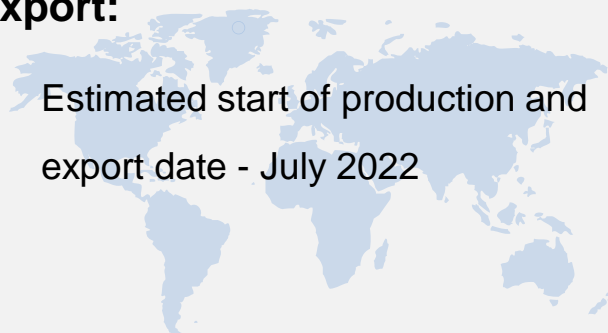 xport:
Estimated start of production and
export date - July 2022